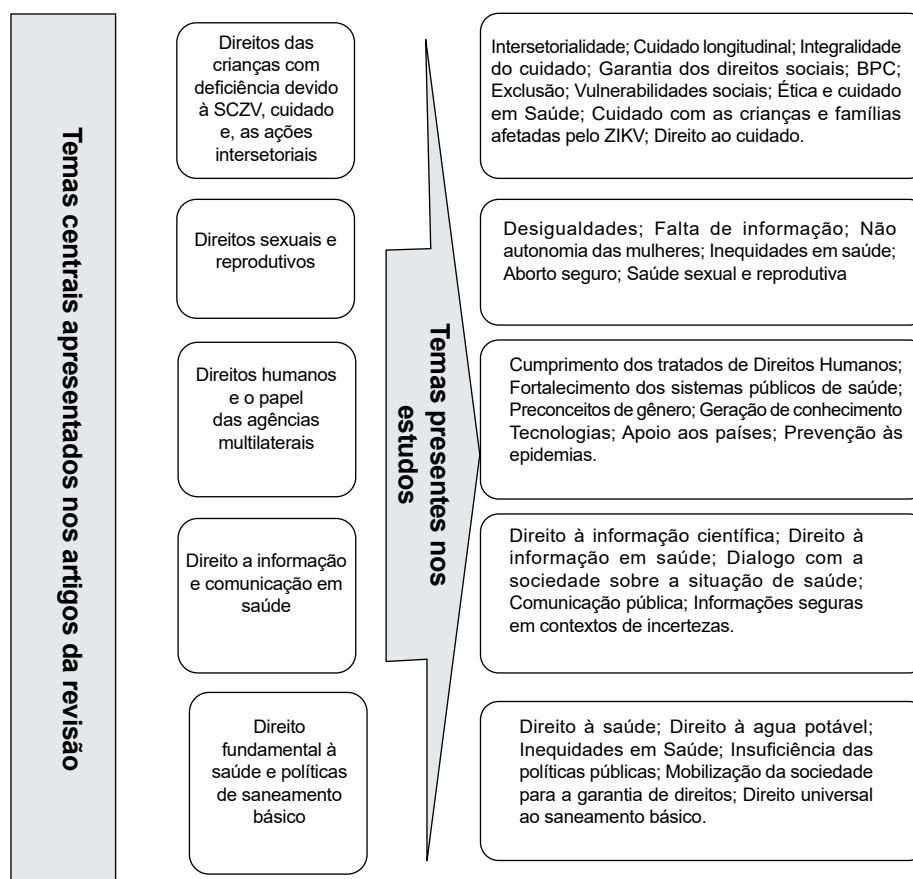 Temas centrais apresentados nos artigos da revisão
Direitos das
crianças com
deficiência devido
à SCZV, cuidado
e, as ações
intersetoriais
Direitos sexuais e
reprodutivos
Direitos humanos
e o papel
das agências
multilaterais
Direito a informação
e comunicação em
saúde
Direito
fundamental à
saúde e políticas
de saneamento
básico
Temas presentes nos
estudos
Intersetorialidade; Cuidado longitudinal; Integralidade
do cuidado; Garantia dos direitos sociais; BPC;
Exclusão; Vulnerabilidades sociais; Ética e cuidado
em Saúde; Cuidado com as crianças e famílias
afetadas pelo ZIKV; Direito ao cuidado.
Desigualdades; Falta de informação; Não
autonomia das mulheres; Inequidades em saúde;
Aborto seguro; Saúde sexual e reprodutiva
Cumprimento dos tratados de Direitos Humanos;
Fortalecimento dos sistemas públicos de saúde;
Preconceitos de gênero; Geração de conhecimento
Tecnologias; Apoio aos países; Prevenção às
epidemias.
Direito à informação científica; Direito à
informação em saúde; Dialogo com a
sociedade sobre a situação de saúde;
Comunicação pública; Informações seguras
em contextos de incertezas.
Direito à saúde; Direito à agua potável;
Inequidades em Saúde; Insuficiência das
políticas públicas; Mobilização da sociedade
para a garantia de direitos; Direito universal
ao saneamento básico.